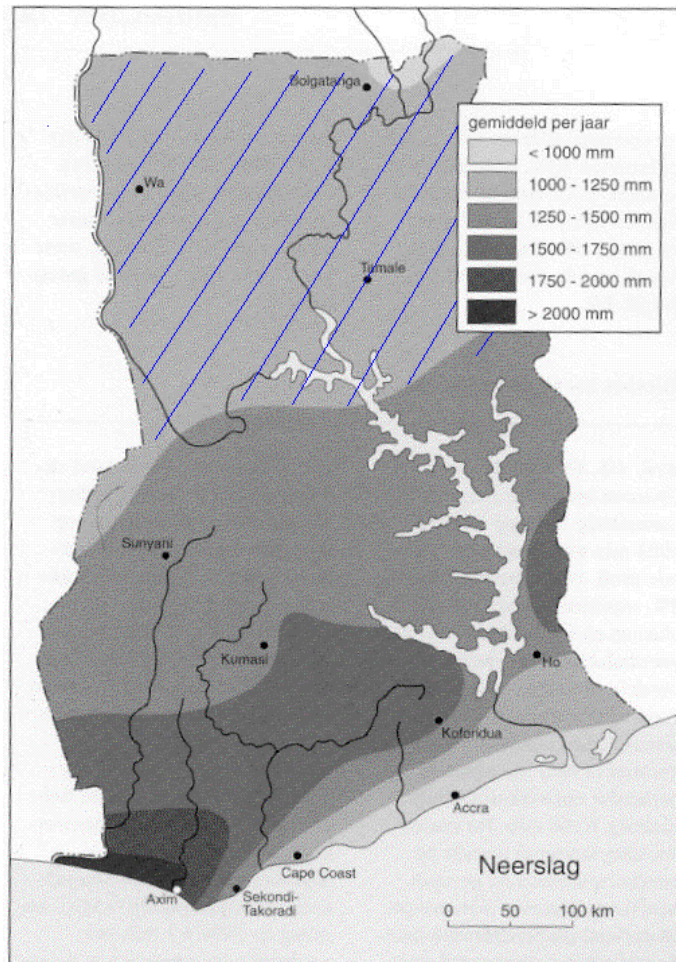 Bolgatanga
gemiddeld per jaar
< 1000 mm
1000 - 1250 mm
1250 - 1500 mm
1500 - 1750 mm
1750 - 2000 mm
> 2000 mm
Wa
Tamale
Sunyani
Kumasi
Ho
Koforidua
Accra
Cape Coast
Neerslag
Axim
Sekondi-
Takoradi
0 50 100 km